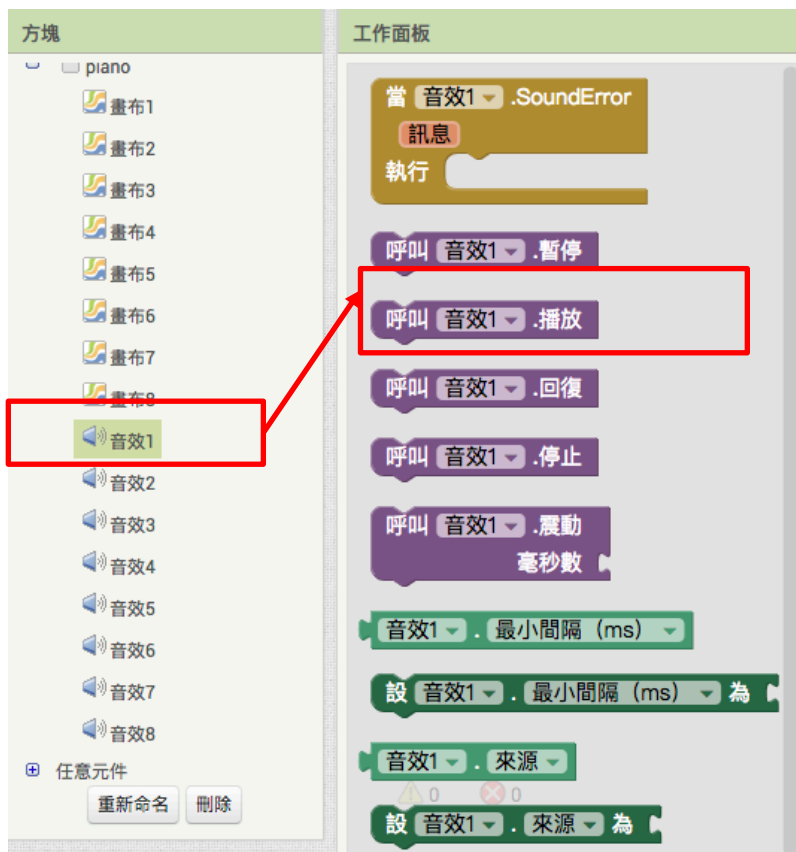 方塊
piano
畫布1
畫布2
畫布3
畫布4
畫布5
畫布6
畫布7
畫布8
音效1
音效2
音效3
音效4
音效5
音效6
音效7
音效8
任意元件
重新命名 刪除
工作面板
當 音效1 .SoundError
訊息
執行
呼叫 音效1 .暫停
呼叫 音效1 .播放
呼叫 音效1 .回復
呼叫 音效1 .停止
呼叫 音效1 .震動
毫秒數
音效1 . 最小間隔（ms）
設 音效1 . 最小間隔（ms） 為
音效1 . 來源
0 0
設 音效1 . 來源 為